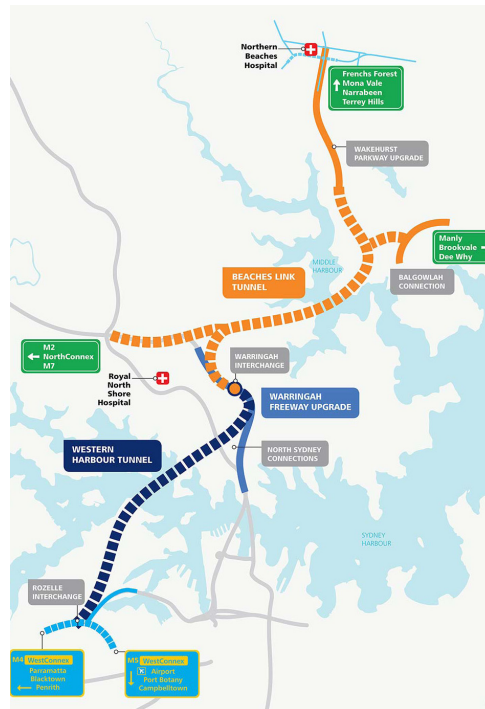 Northern
Beaches
Hospital
Frenchs Forest
Mona Vale
Narrabeen
Terrey Hills
WAKEHURST
PARKWAY UPGRADE
Manly
Brookvale
Dee Why
MIDDLE
HARBOUR
BALGOWLAH
CONNECTION
BEACHES LINK
TUNNEL
M2
NorthConnex
M7
WARRINGAH
INTERCHANGE
Royal
North
Shore
Hospital
WARRINGAH
FREEWAY UPGRADE
WESTERN
HARBOUR TUNNEL
NORTH SYDNEY
CONNECTIONS
SYDNEY
HARBOUR
ROZELLE
INTERCHANGE
M4 WestConnex
Parramatta
Blacktown
Penrith
M5 WestConnex
Airport
Port Botany
Campbelltown